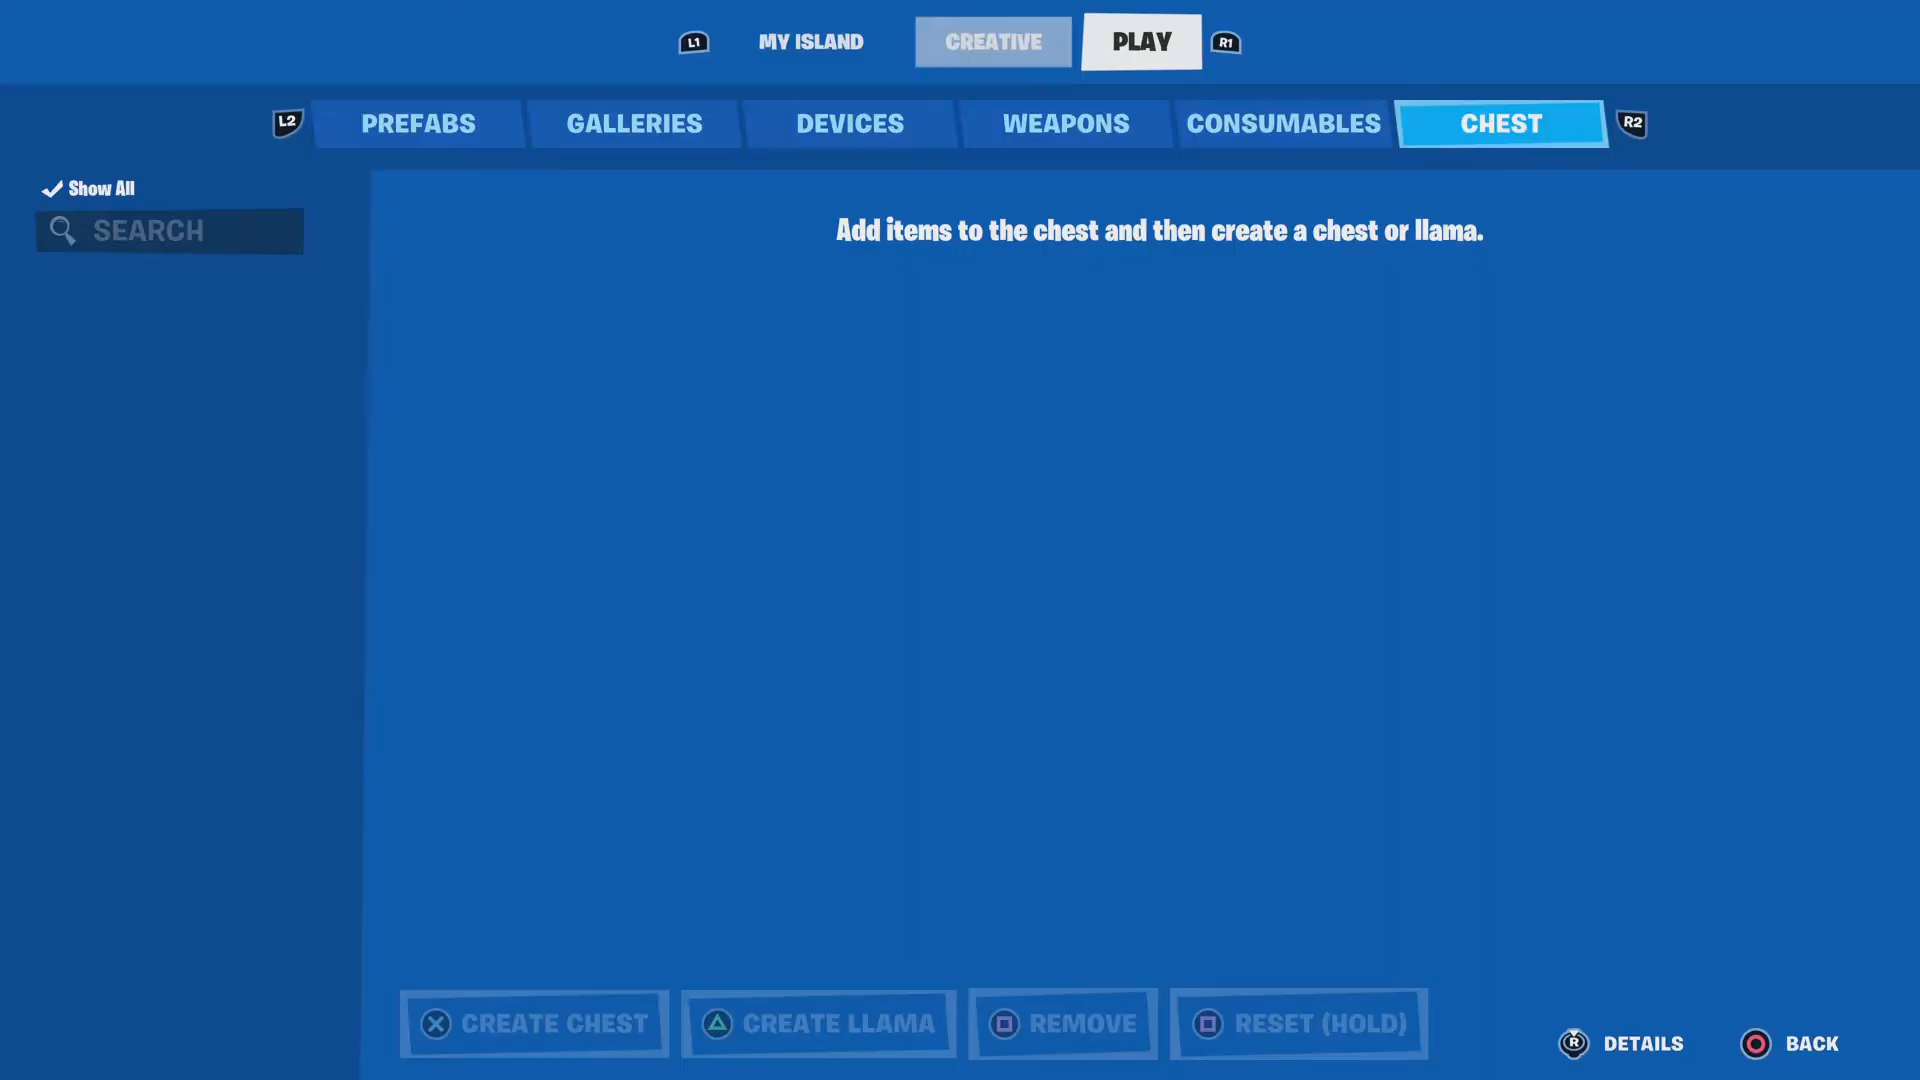 L1 MY ISLAND CREATIVE PLAY R1
L2 PREFABS GALLERIES DEVICES WEAPONS CONSUMABLES CHEST R2
Show All
SEARCH
Add items to the chest and then create a chest or llama.
CREATE CHEST CREATE LLAMA REMOVE RESET (HOLD)
R DETAILS BACK